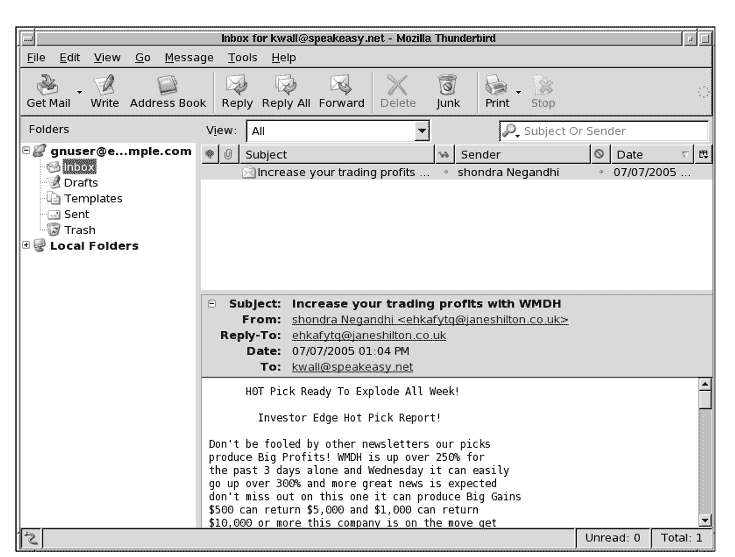 Inbox for kwall@speakeasy.net - Mozilla Thunderbird
File Edit View Go Message Tools Help
Get Mail Write Address Book Reply Reply All Forward Delete Junk Print Stop
Folders View: All Subject Or Sender
gnuser@e...mple.com
Inbox
Drafts
Templates
Sent
Trash
Local Folders
Subject Sender Date
Increase your trading profits ... shondra Negandhi 07/07/2005 ...
Subject: Increase your trading profits with WMDH
From: shondra Negandhi <ehkafytq@janeshilton.co.uk>
Reply-To: ehkafytq@janeshilton.co.uk
Date: 07/07/2005 01:04 PM
To: kwall@speakeasy.net
HOT Pick Ready To Explode All Week!
Investor Edge Hot Pick Report!
Don't be fooled by other newsletters our picks
produce Big Profits! WMDH is up over 250% for
the past 3 days alone and Wednesday it can easily
go up over 300% and more great news is expected
don't miss out on this one it can produce Big Gains
$500 can return $5,000 and $1,000 can return
$10,000 or more this company is on the move get
Unread: 0 Total: 1